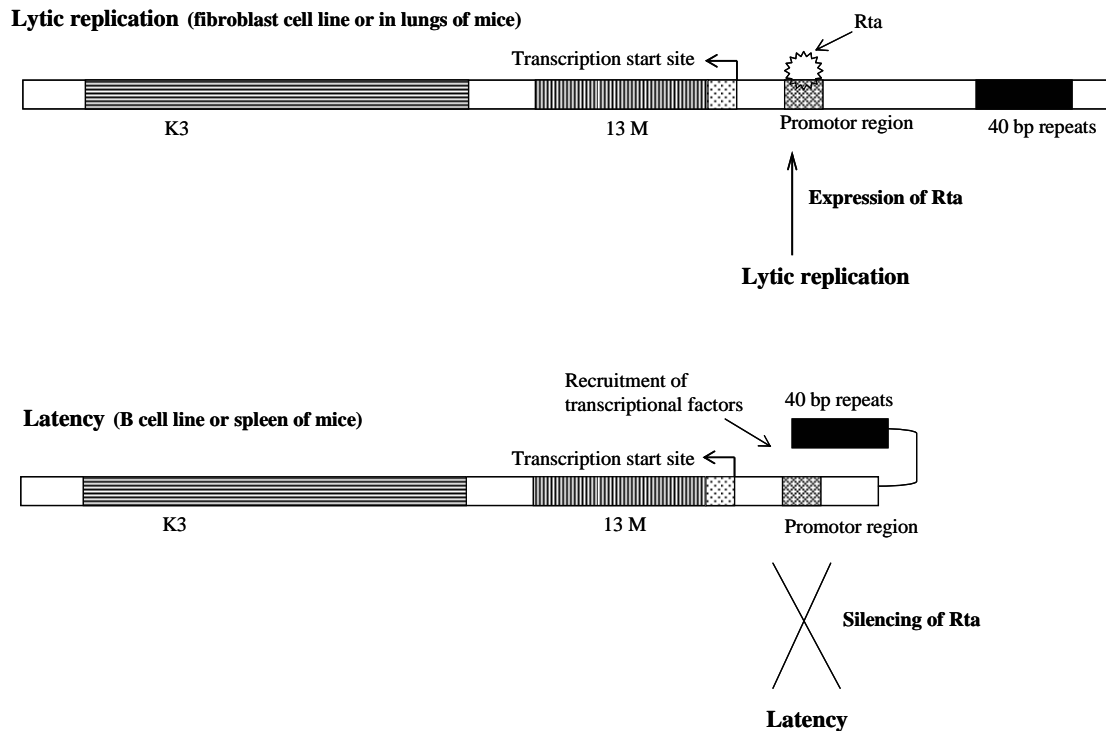 Lytic replication (fibroblast cell line or in lungs of mice)
Rta
Transcription start site
K3
13 M
Promotor region
40 bp repeats
Expression of Rta
Lytic replication
Recruitment of
transcriptional factors
40 bp repeats
Latency (B cell line or spleen of mice)
Transcription start site
K3
13 M
Promotor region
Silencing of Rta
Latency